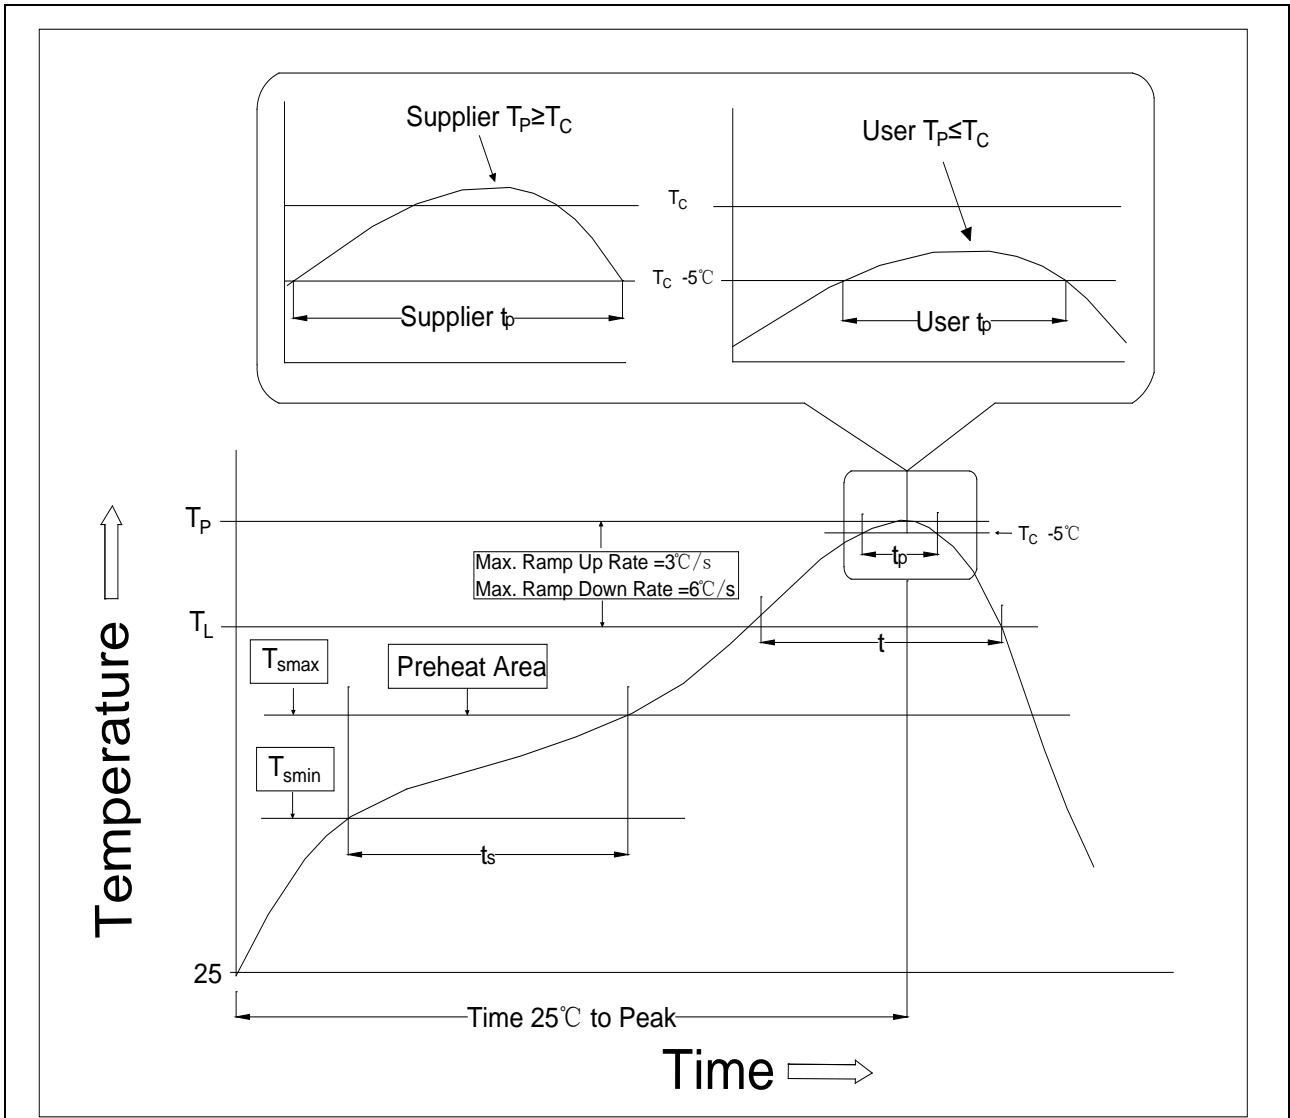 Supplier TP≥TC
User TP≤TC
TC
TC -5℃
Supplier tp
User tp
TP
TC -5℃
tp
Max. Ramp Up Rate =3℃/s
Max. Ramp Down Rate =6℃/s
TL
t
Tsmax
Preheat Area
Tsmin
ts
Temperature
25
Time 25℃ to Peak
Time